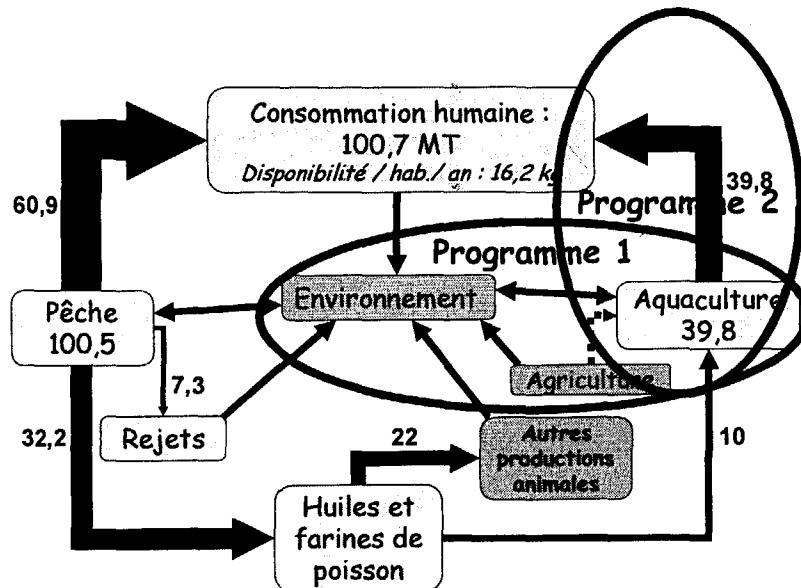 Consommation humaine :
100,7 MT
Disponibilité / hab./ an : 16,2 kg
60,9
39,8
Programme 2
Programme 1
Environnement
Pêche
100,5
Aquaculture
39,8
7,3
Agriculture
32,2
Rejets
22
Autres
productions
animales
10
Huiles et
farines de
poisson